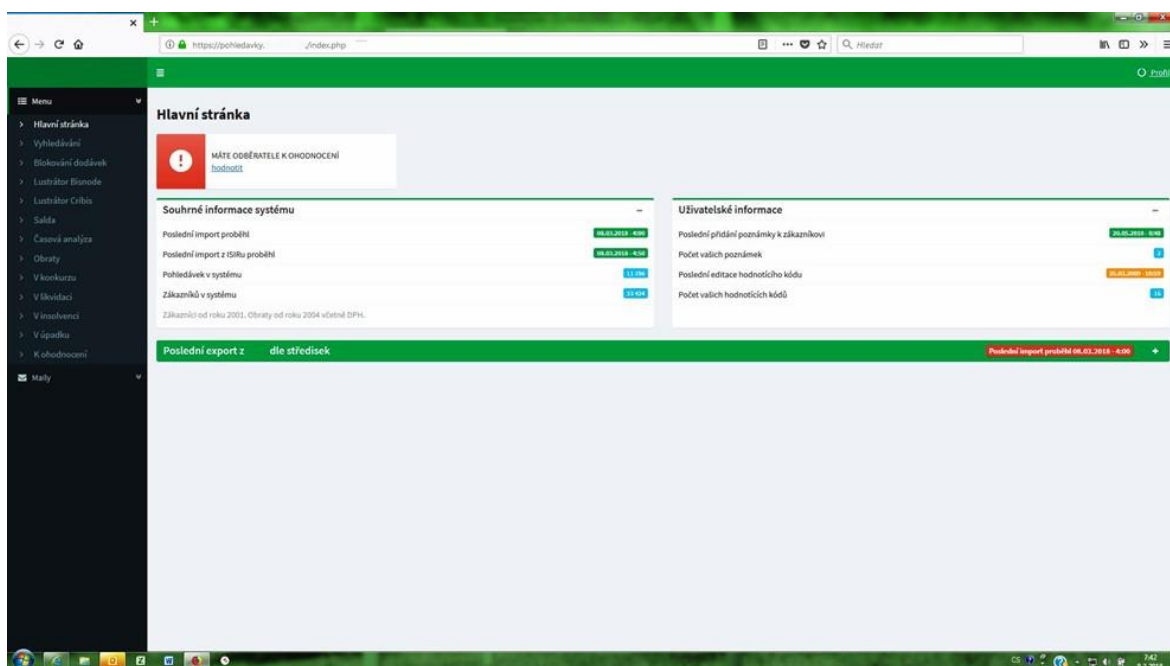 https://pohledavky. ./index.php
Hledat
Profil
Menu
Hlavní stránka
Vyhledávání
Blokování dodávek
Lustrátor Bisnode
Lustrátor Cribis
Salda
Časová analýza
Obraty
V konkurzu
V likvidaci
V insolvenci
V úpadku
K ohodnocení
Maily
Hlavní stránka
MÁTE ODBĚRATELE K OHODNOCENÍ
hodnotit
Souhrné informace systému
Poslední import proběhl 08.03.2018 - 4:00
Poslední import z ISIRu proběhl 08.03.2018 - 4:50
Pohledávek v systému
Zákazníků v systému
Zákazníci od roku 2001. Obraty od roku 2004 včetně DPH.
Uživatelské informace
Poslední přidání poznámky k zákazníkovi
Počet vašich poznámek 2
Poslední editace hodnotícího kódu
Počet vašich hodnotících kódů 16
Poslední export z dle středisek
Poslední import proběhl 08.03.2018 - 4:00
CS
7:42